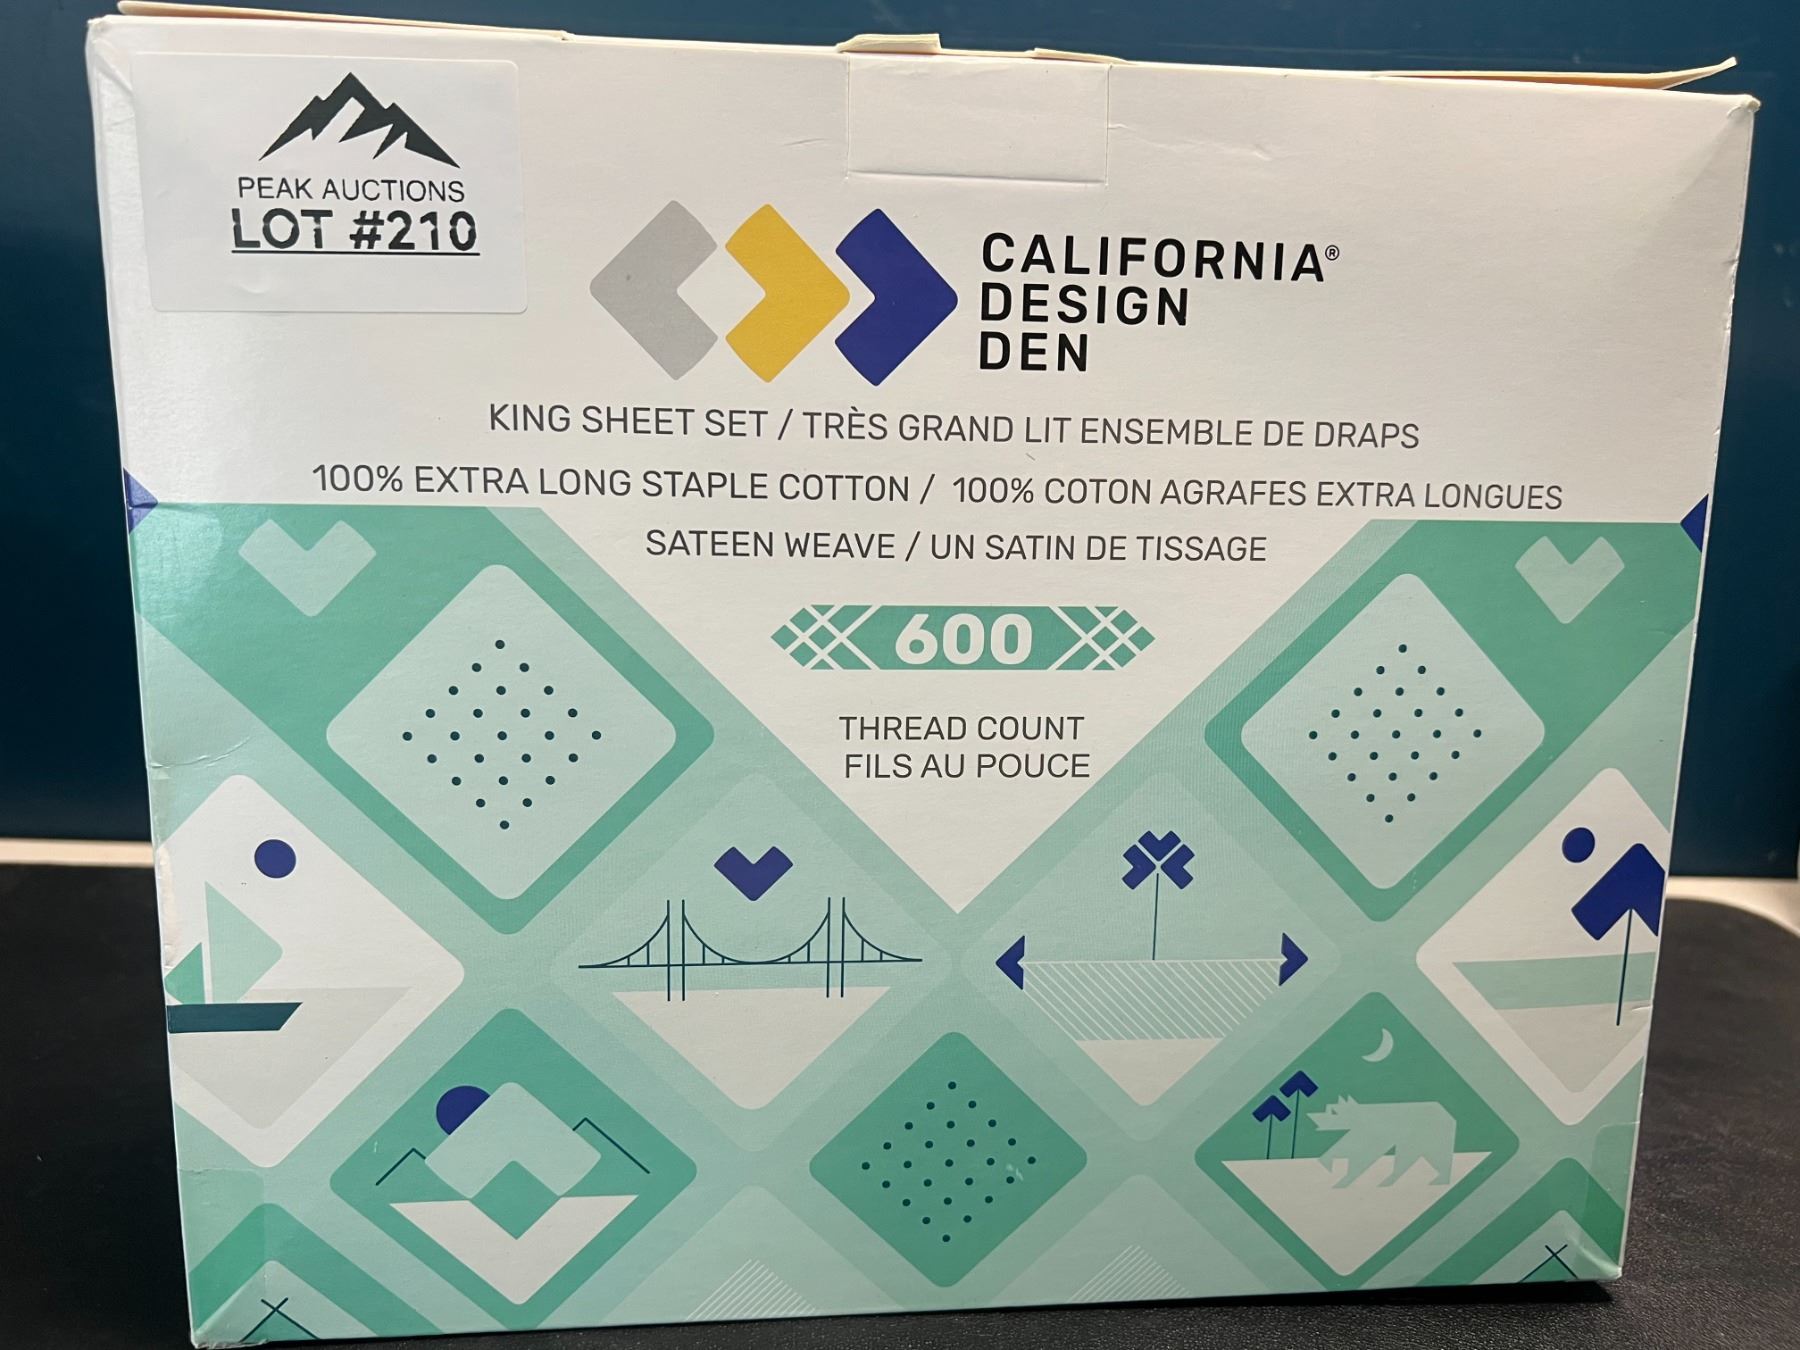 PEAK AUCTIONS
LOT #210
CALIFORNIA®
DESIGN
DEN
KING SHEET SET / TRÈS GRAND LIT ENSEMBLE DE DRAPS
100% EXTRA LONG STAPLE COTTON / 100% COTON AGRAFES EXTRA LONGUES
SATEEN WEAVE / UN SATIN DE TISSAGE
600
THREAD COUNT
FILS AU POUCE